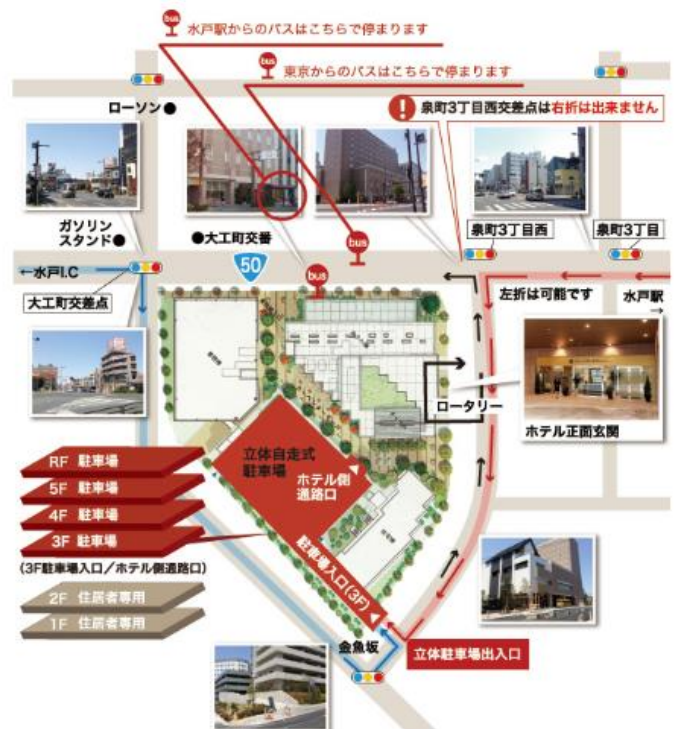 bus
水戸駅からのバスはこちらで停まります
bus
東京からのバスはこちらで停まります
ローソン●
! 泉町3丁目西交差点は右折は出来ません
ガソリン
スタンド●
●大工町交番
bus
泉町3丁目西
泉町3丁目
←水戸I.C
50
bus
大工町交差点
左折は可能です
水戸駅
→
ロータリー
ホテル正面玄関
立体自走式
駐車場
ホテル側
通路口
RF 駐車場
5F 駐車場
4F 駐車場
3F 駐車場
(3F駐車場入口/ホテル側通路口)
2F 住居者専用
1F 住居者専用
駐車場入口(3F)
金魚坂
立体駐車場出入口